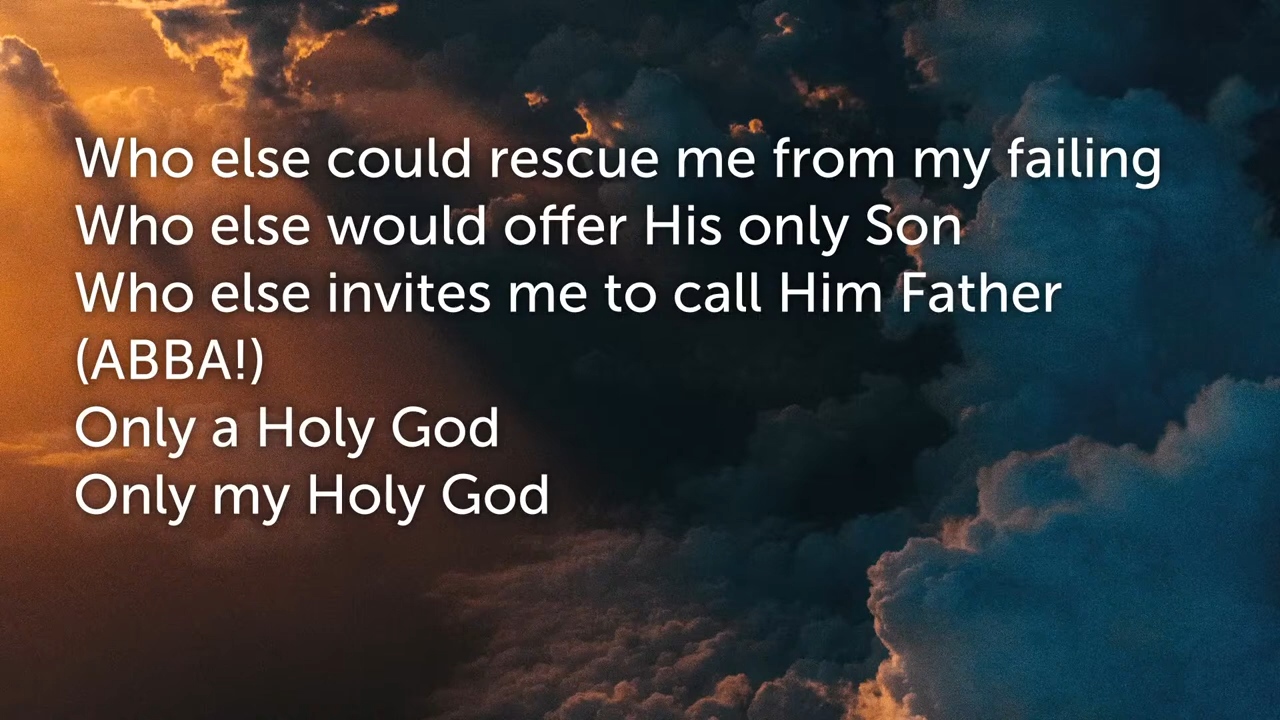 Who else could rescue me from my failing
Who else would offer His only Son
Who else invites me to call Him Father
(ABBA!)
Only a Holy God
Only my Holy God